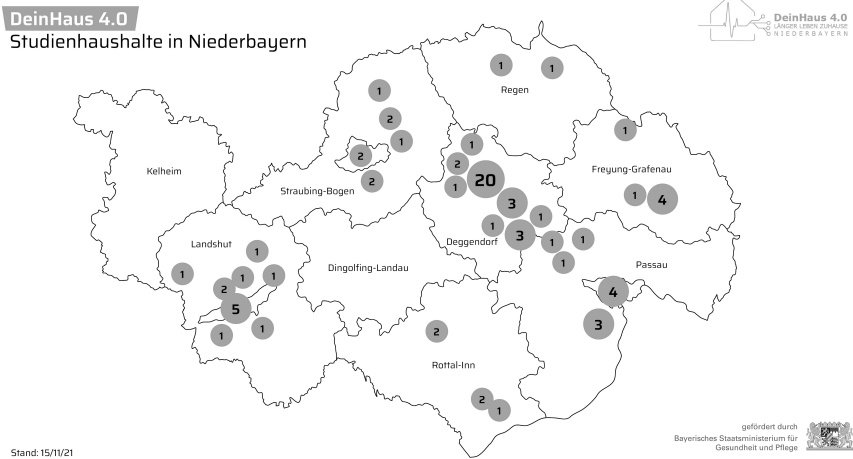 DeinHaus 4.0
Studienhaushalte in Niederbayern
DeinHaus 4.0
LÄNGER LEBEN ZUHAUSE
NIEDERBAYERN
1
1
Regen
1
2
1
2
2
Straubing-Bogen
Kelheim
1
Freyung-Grafenau
1
4
1
2
1
20
3
1
1
3
Deggendorf
1
1
1
Passau
4
3
Landshut
1
1
1
1
2
5
1
1
Dingolfing-Landau
2
Rottal-Inn
2
1
Stand: 15/11/21
gefördert durch
Bayerisches Staatsministerium für
Gesundheit und Pflege